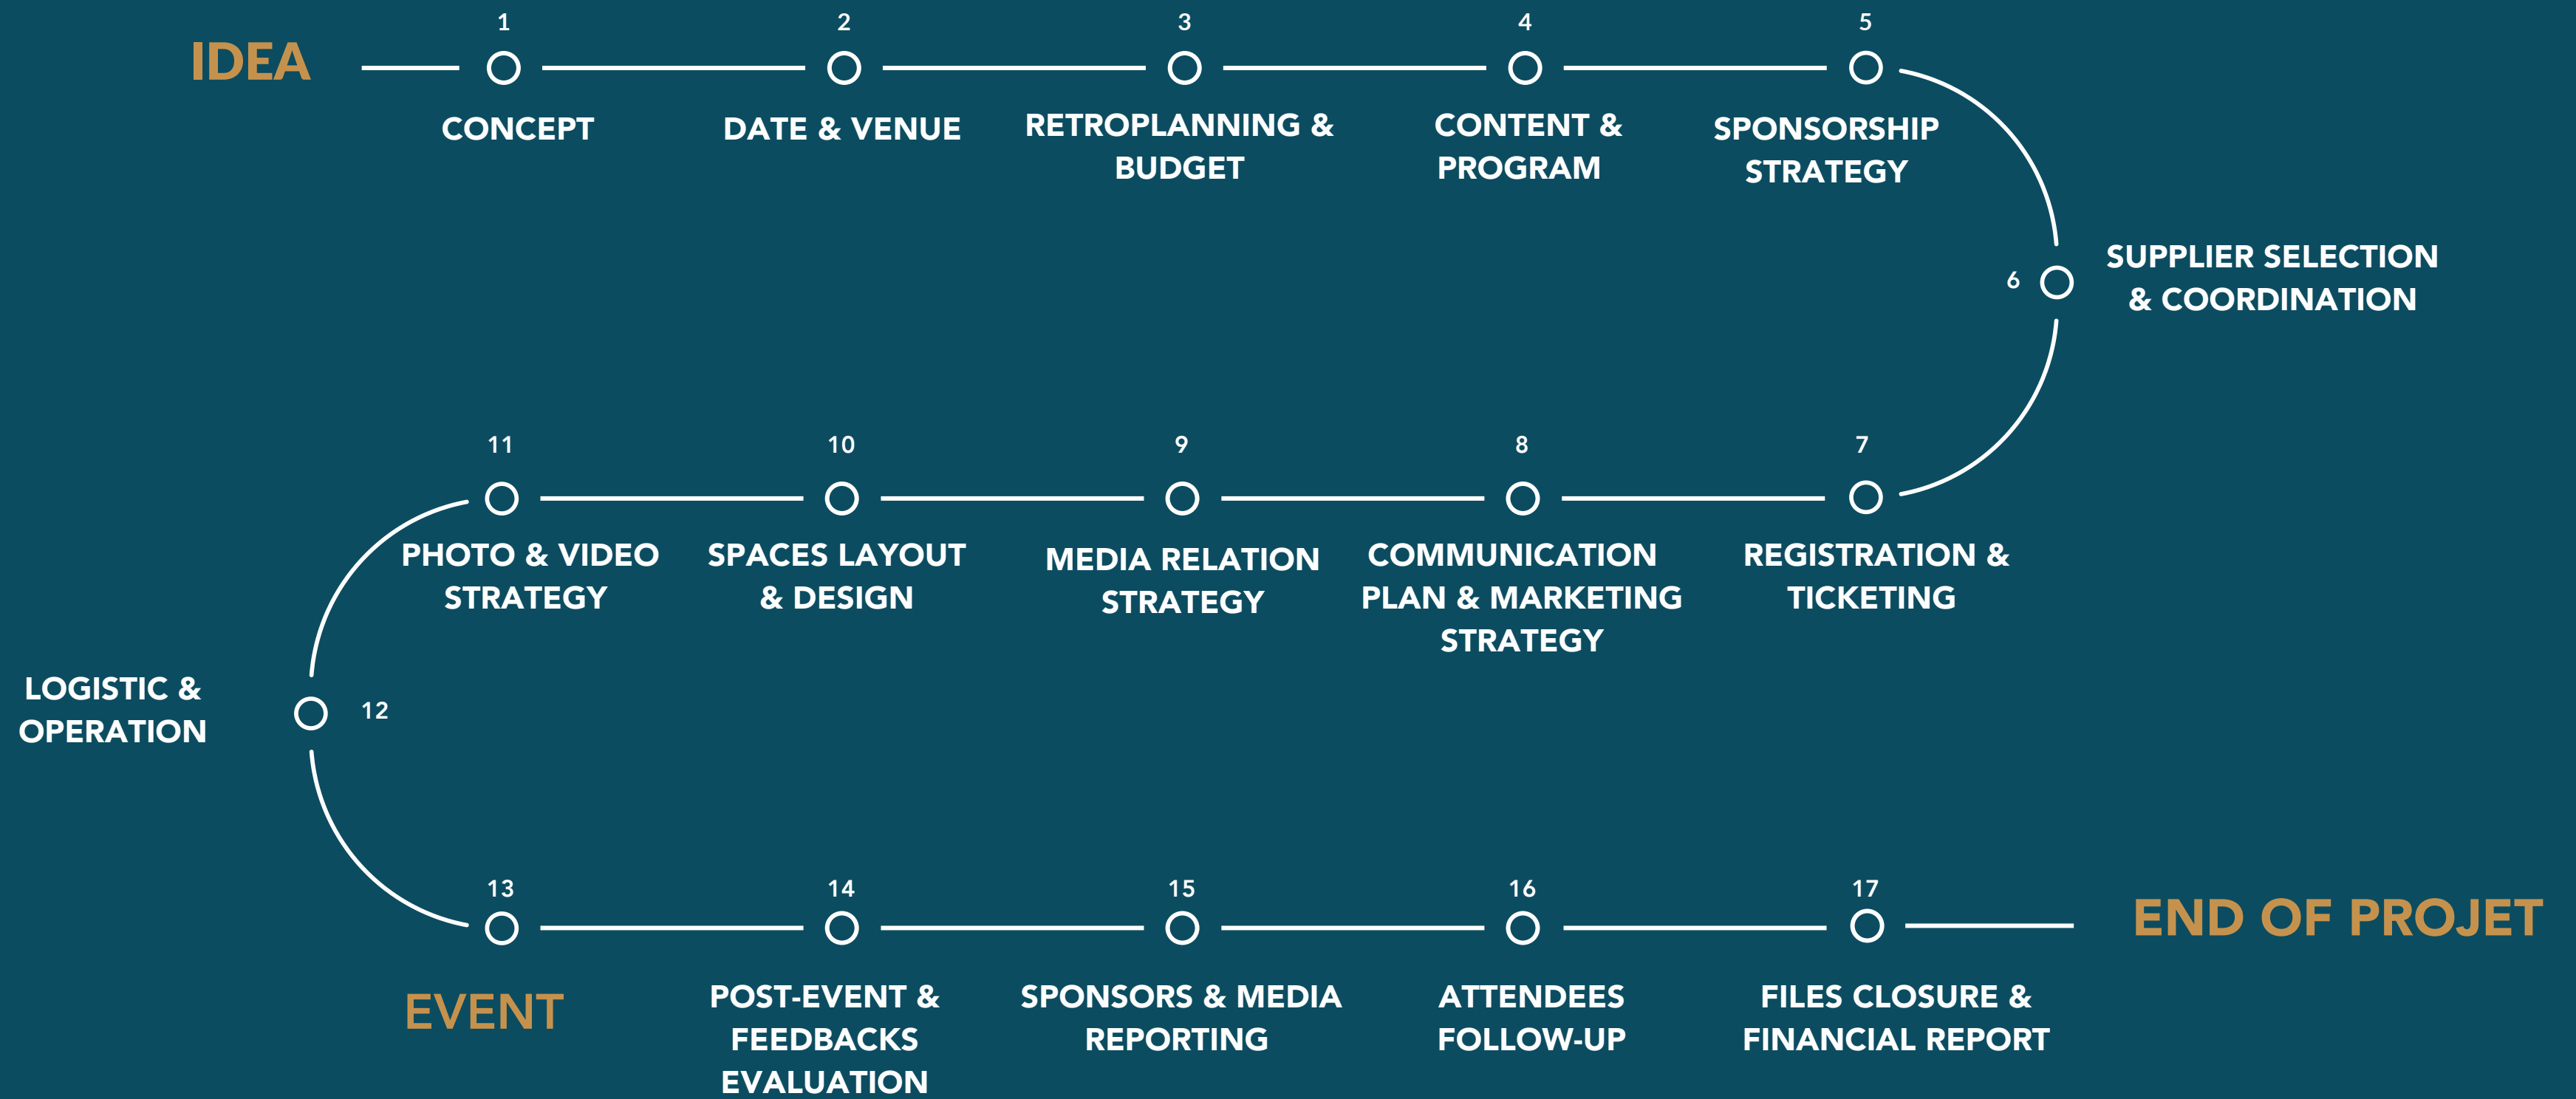 IDEA
1
CONCEPT
2
DATE & VENUE
3
RETROPLANNING &
BUDGET
4
CONTENT &
PROGRAM
5
SPONSORSHIP
STRATEGY
6
SUPPLIER SELECTION
& COORDINATION
7
REGISTRATION &
TICKETING
8
COMMUNICATION
PLAN & MARKETING
STRATEGY
9
MEDIA RELATION
STRATEGY
10
SPACES LAYOUT
& DESIGN
11
PHOTO & VIDEO
STRATEGY
12
LOGISTIC &
OPERATION
13
EVENT
14
POST-EVENT &
FEEDBACKS
EVALUATION
15
SPONSORS & MEDIA
REPORTING
16
ATTENDEES
FOLLOW-UP
17
FILES CLOSURE &
FINANCIAL REPORT
END OF PROJET